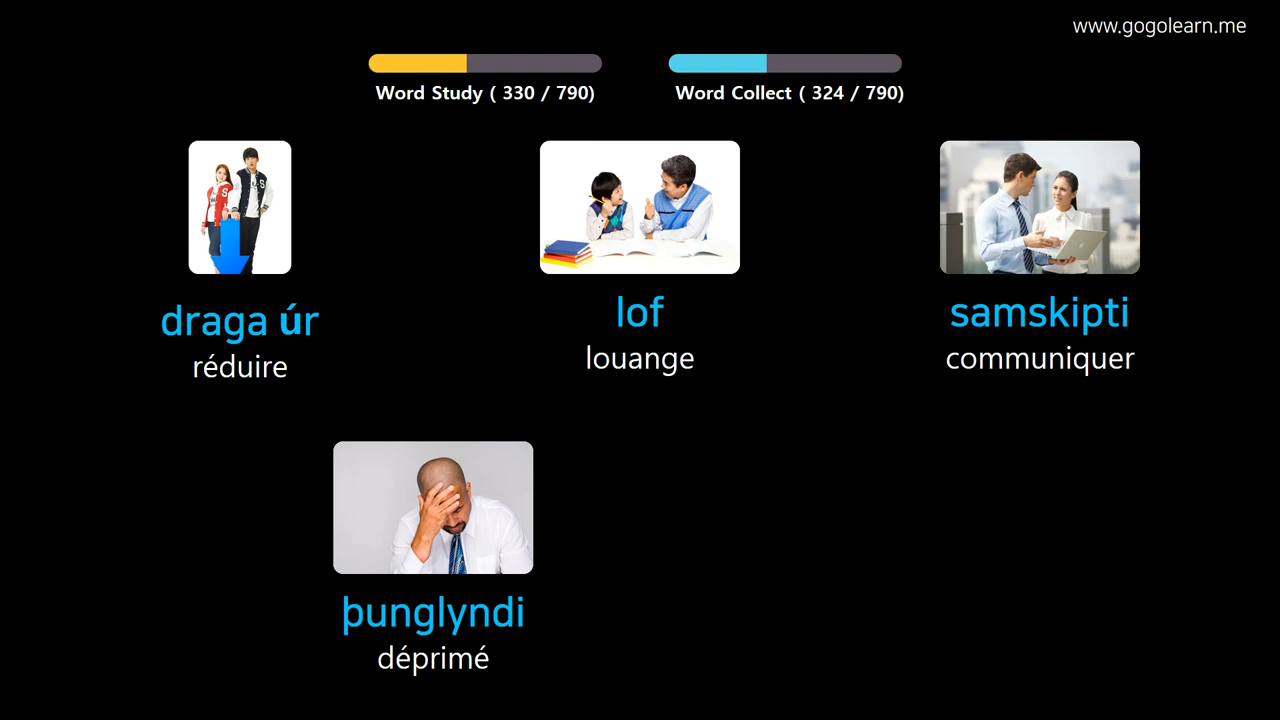 www.gogolearn.me
Word Study ( 330 / 790)
Word Collect ( 324 / 790)
draga úr
réduire
lof
louange
samskipti
communiquer
þunglyndi
déprimé